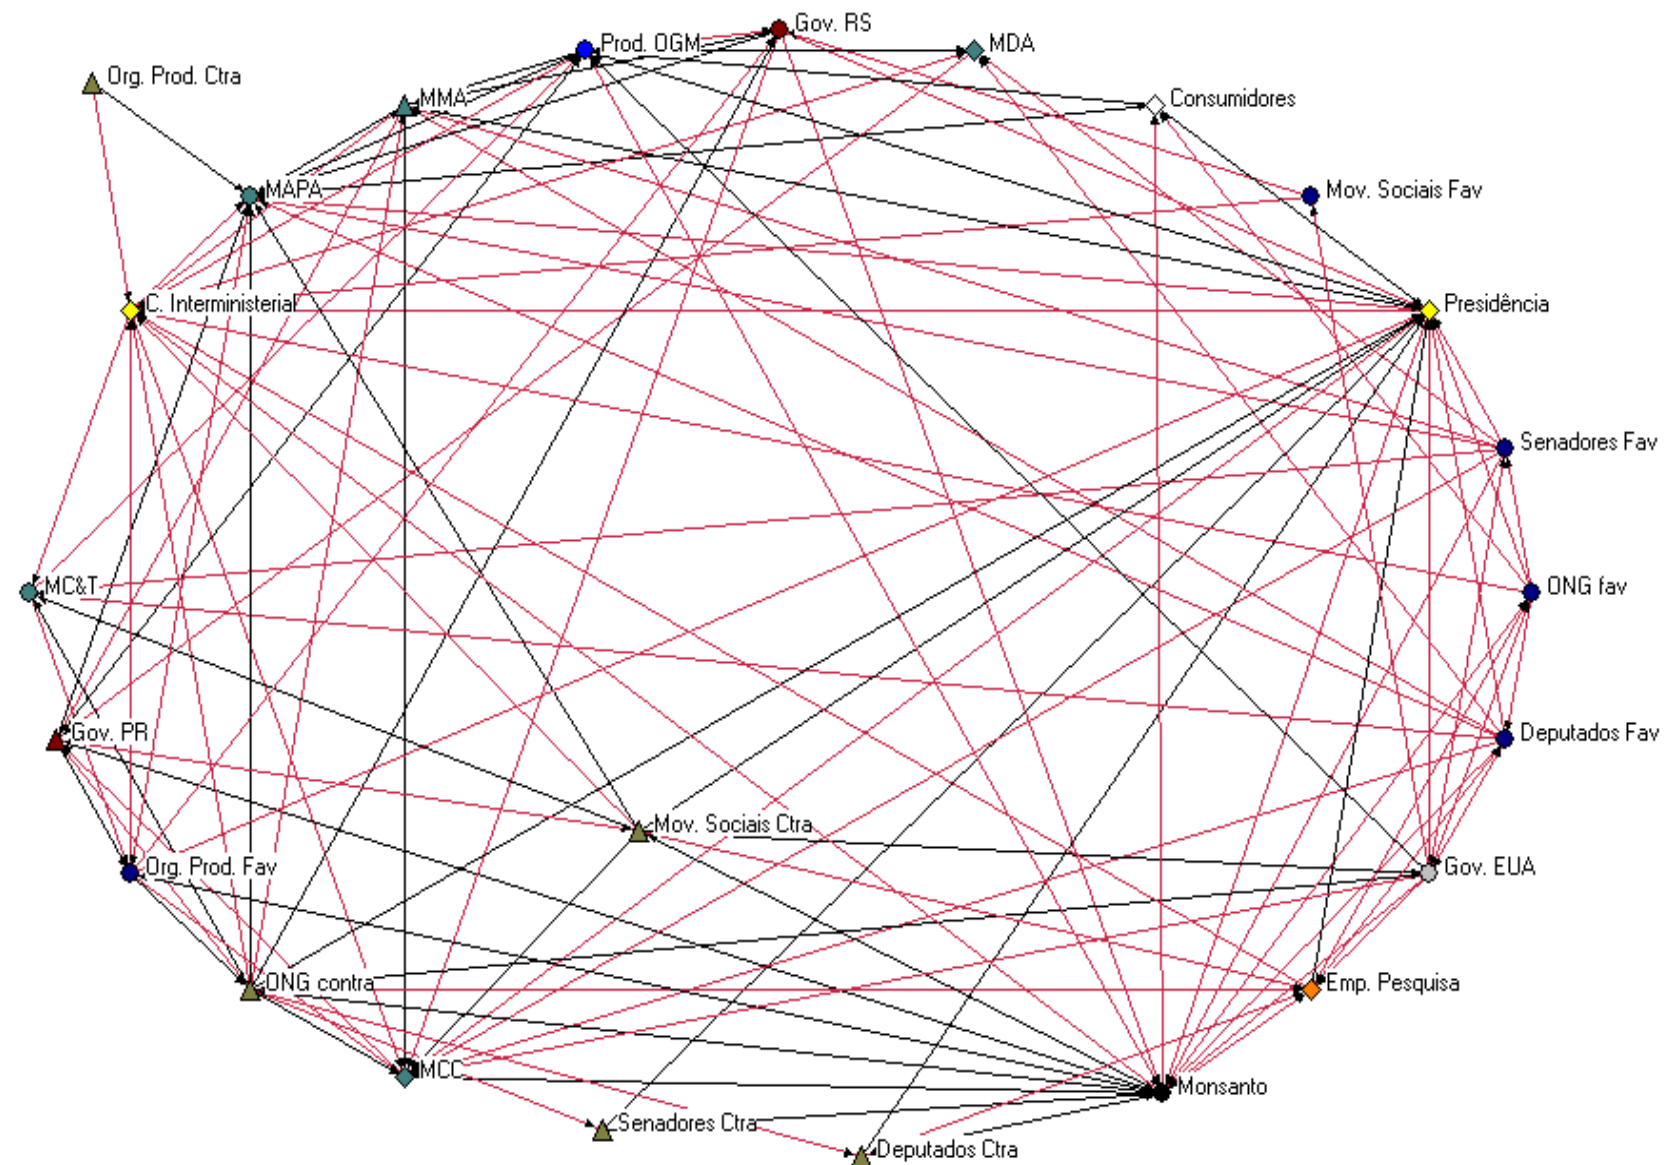 Gov. RS
Prod. OGM
MDA
Org. Prod. Ctra
MMA
Consumidores
MAPA
Mov. Sociais Fav
C. Interministerial
Presidência
Senadores Fav
MC&T
ONG fav
Gov. PR
Deputados Fav
Mov. Sociais Ctra
Org. Prod. Fav
Gov. EUA
ONG contra
Emp. Pesquisa
MCC
Monsanto
Senadores Ctra
Deputados Ctra